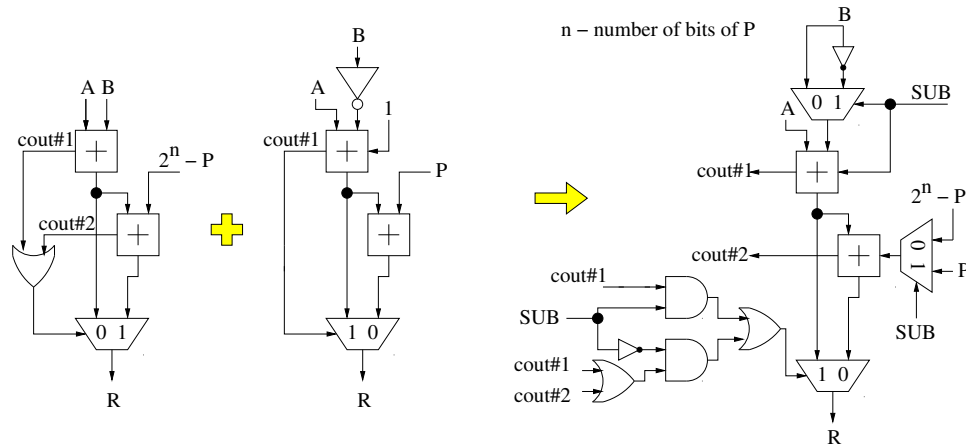 A B
cout#1
+
2^n – P
cout#2
+
0 1
R
B
A
1
cout#1
+
P
+
1 0
R
n – number of bits of P
B
0 1
SUB
A
cout#1
+
2^n – P
cout#2
+
0 1
P
SUB
cout#1
SUB
cout#1
cout#2
1 0
R